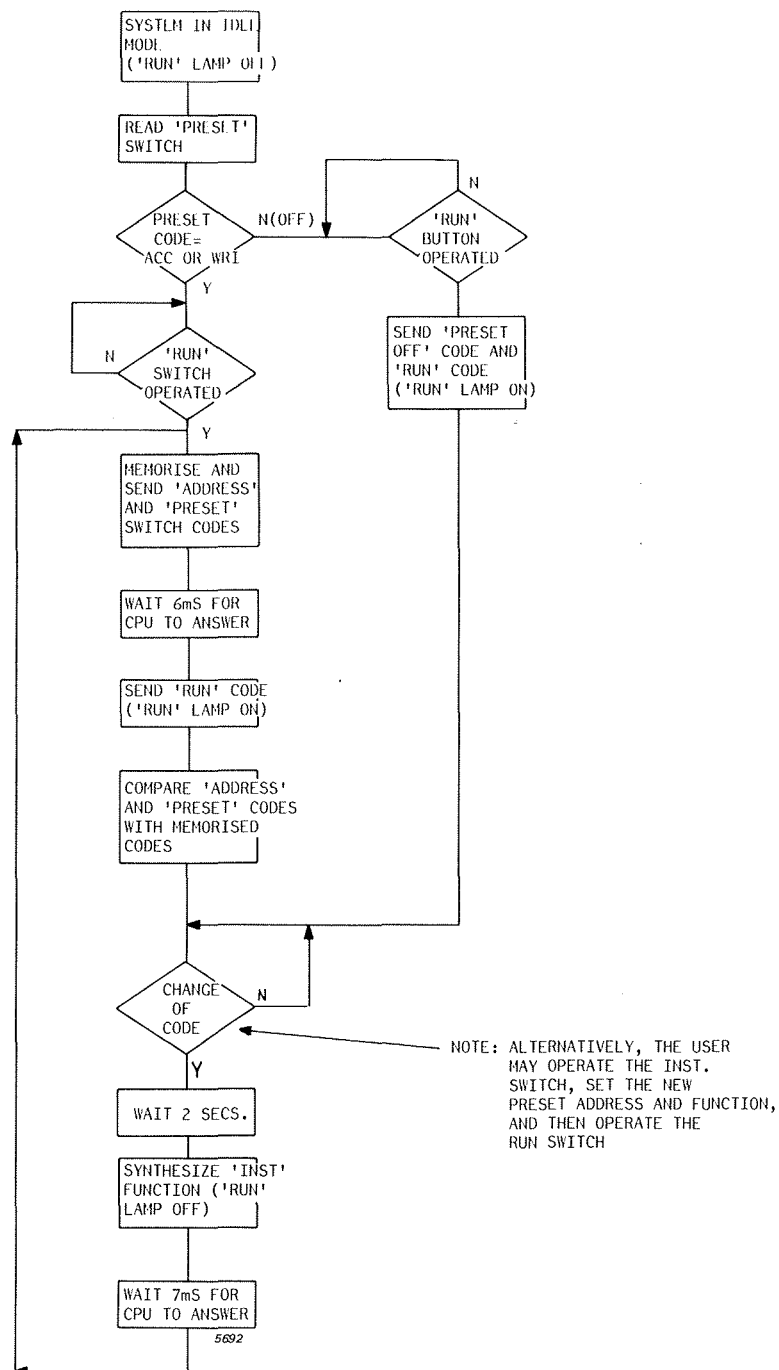 SYSTEM IN IDLE
MODE
('RUN' LAMP OFF)
READ 'PRESET'
SWITCH
PRESET
CODE=
ACC OR WRI
N(OFF)
Y
N
'RUN'
BUTTON
OPERATED
N
'RUN'
SWITCH
OPERATED
Y
SEND 'PRESET
OFF' CODE AND
'RUN' CODE
('RUN' LAMP ON)
MEMORISE AND
SEND 'ADDRESS'
AND 'PRESET'
SWITCH CODES
WAIT 6mS FOR
CPU TO ANSWER
SEND 'RUN' CODE
('RUN' LAMP ON)
COMPARE 'ADDRESS'
AND 'PRESET' CODES
WITH MEMORISED
CODES
CHANGE
OF
CODE
N
Y
NOTE: ALTERNATIVELY, THE USER
MAY OPERATE THE INST.
SWITCH, SET THE NEW
PRESET ADDRESS AND FUNCTION,
AND THEN OPERATE THE
RUN SWITCH
WAIT 2 SECS.
SYNTHESIZE 'INST'
FUNCTION ('RUN'
LAMP OFF)
WAIT 7mS FOR
CPU TO ANSWER
5692